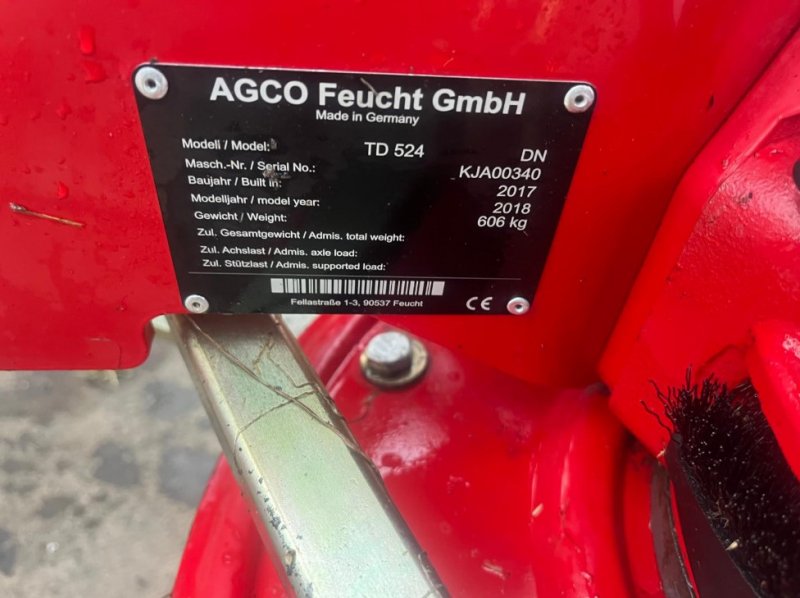 AGCO Feucht GmbH
Made in Germany
Modell / Model: TD 524 DN
Masch.-Nr. / Serial No.: KJA00340
Baujahr / Built in: 2017
Modelljahr / model year: 2018
Gewicht / Weight: 606 kg
Zul. Gesamtgewicht / Admis. total weight:
Zul. Achslast / Admis. axle load:
Zul. Stützlast / Admis. supported load:
Fellastraße 1-3, 90537 Feucht CE